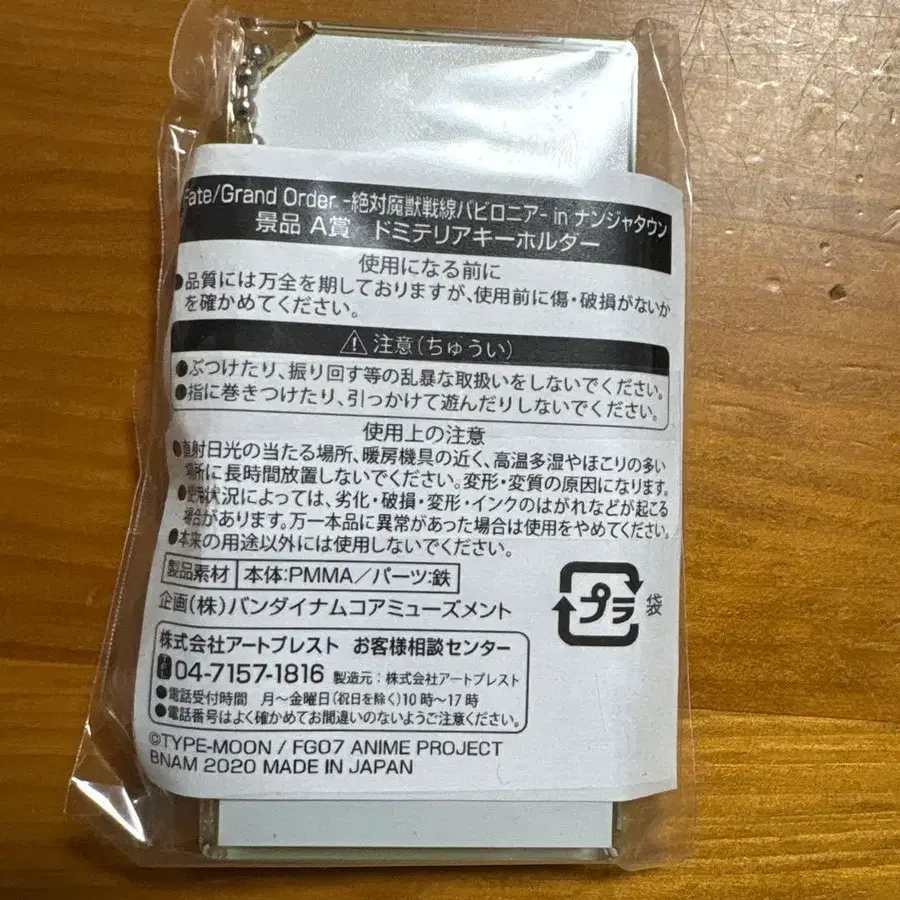 Fate/Grand Order -絶対魔獣戦線バビロニア- in ナンジャタウン
景品 A賞 ドミテリアキーホルダー
使用になる前に
●品質には万全を期しておりますが、使用前に傷・破損がないか
を確かめてください。
⚠ 注意(ちゅうい)
●ぶつけたり、振り回す等の乱暴な取扱いをしないでください。
●指に巻きつけたり、引っかけて遊んだりしないでください。
使用上の注意
●直射日光の当たる場所、暖房機具の近く、高温多湿やほこりの多い
場所に長時間放置しないでください。変形・変質の原因になります。
●使用状況によっては、劣化・破損・変形・インクのはがれなどが起こる
場合があります。万一本品に異常があった場合は使用をやめてください。
●本来の用途以外には使用しないでください。
製品素材 本体:PMMA/パーツ:鉄
企画(株)バンダイナムコアミューズメント
プラ 袋
株式会社アートプレスト お客様相談センター
04-7157-1816 製造元:株式会社アートプレスト
●電話受付時間 月~金曜日(祝日を除く)10時~17時
●電話番号はよく確かめてお間違いのないようご注意ください。
©TYPE-MOON / FGO7 ANIME PROJECT
BNAM 2020 MADE IN JAPAN